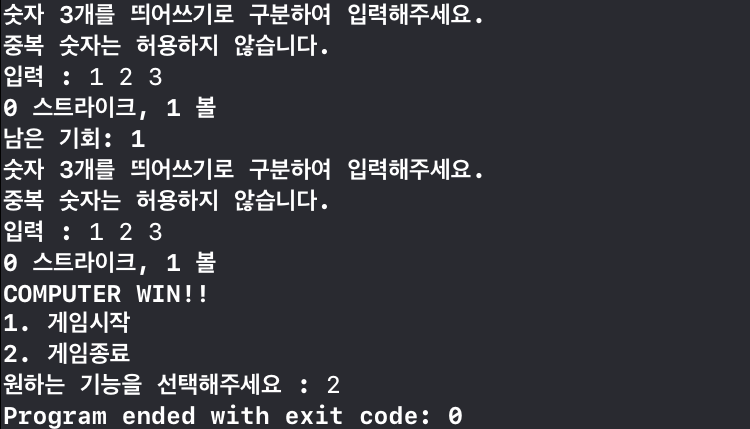 숫자 3개를 띄어쓰기로 구분하여 입력해주세요.
중복 숫자는 허용하지 않습니다.
입력 : 1 2 3
0 스트라이크, 1 볼
남은 기회: 1
숫자 3개를 띄어쓰기로 구분하여 입력해주세요.
중복 숫자는 허용하지 않습니다.
입력 : 1 2 3
0 스트라이크, 1 볼
COMPUTER WIN!!
1. 게임시작
2. 게임종료
원하는 기능을 선택해주세요 : 2
Program ended with exit code: 0